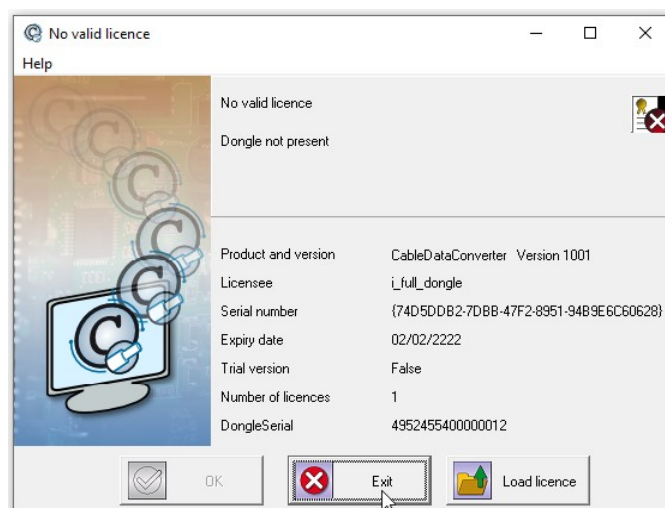 No valid licence
Help
No valid licence
Dongle not present
Product and version CableDataConverter Version 1001
Licensee i_full_dongle
Serial number {74D5DDB2-7DBB-47F2-8951-94B9E6C60628}
Expiry date 02/02/2222
Trial version False
Number of licences 1
DongleSerial 4952455400000012
OK Exit Load licence